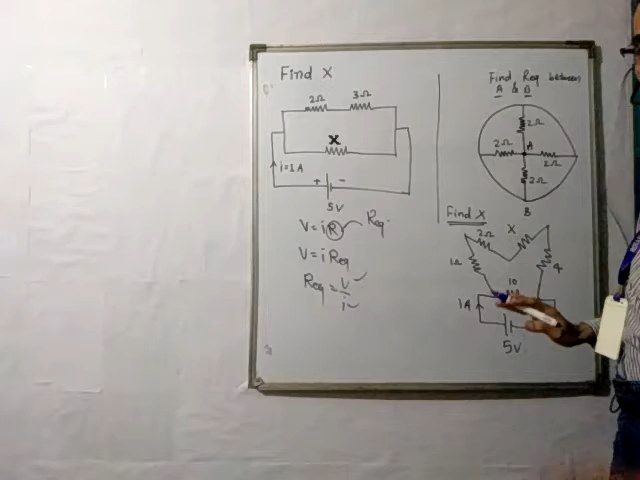 Find X
2Ω 3Ω
X
i=1A
+ -
5V
V = i R Req.
V = i Req
Req = V
i
Find Req between
A & B
2Ω
A
2Ω 2Ω
2Ω
B
Find X
2Ω X
1Ω 4
10
1A
5V